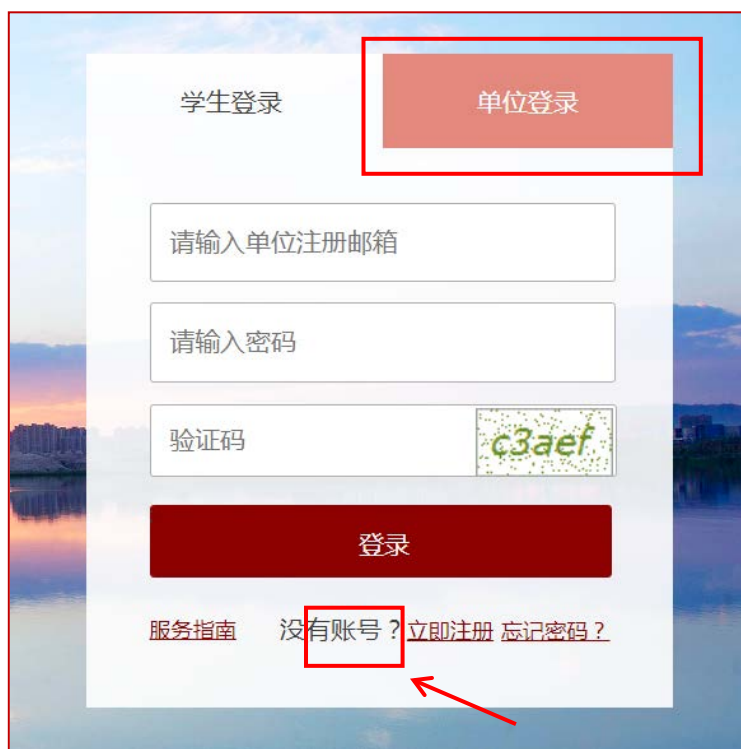 学生登录 单位登录
请输入单位注册邮箱
请输入密码
验证码 c3aef
登录
服务指南 没有账号？立即注册 忘记密码？